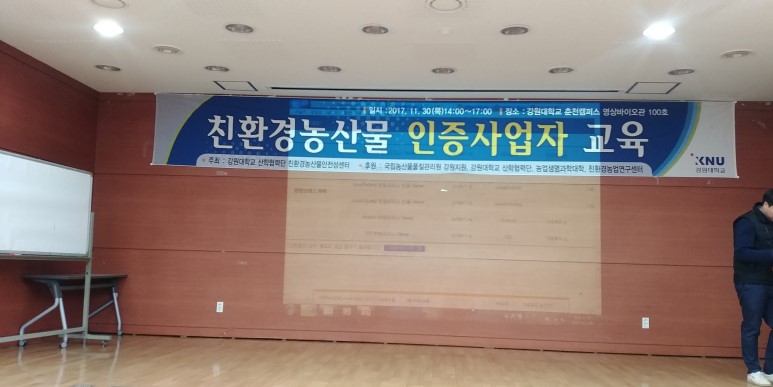 일시 : 2017. 11. 30(목)14:00~17:00 장소 : 강원대학교 춘천캠퍼스 명상바이오관 100호
친환경농산물 인증사업자 교육
KNU
강원대학교
주최 : 강원대학교 산학협력단 친환경농산물안전성센터 후원 : 국립농산물품질관리원 강원지원, 강원대학교 산학협력단, 농업생명과학대학, 친환경농업연구센터